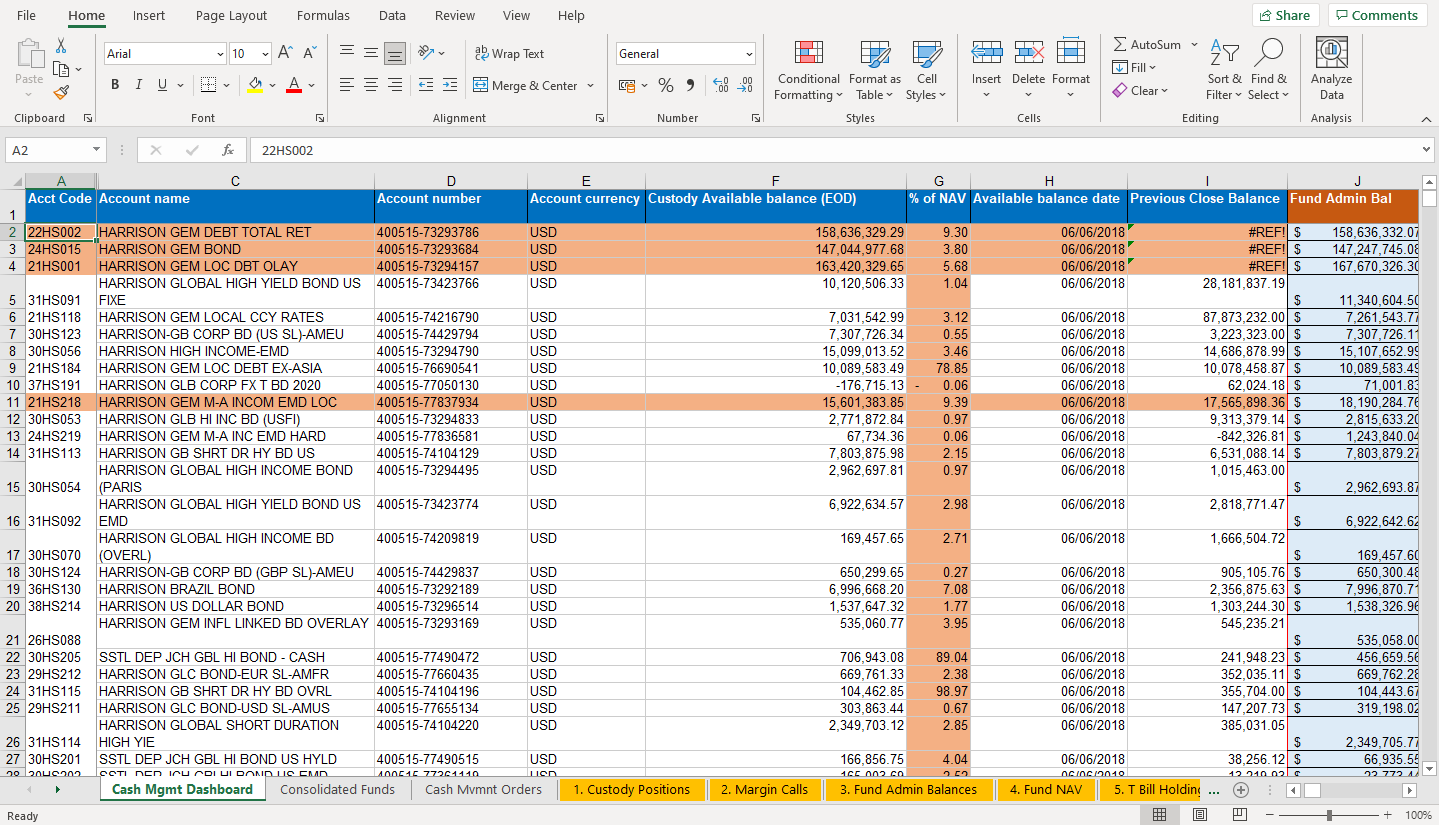 File Home Insert Page Layout Formulas Data Review View Help Share Comments
Paste
Arial 10 A A
B I U A
ab Wrap Text
Merge & Center
General
% 9
Conditional Formatting
Format as Table
Cell Styles
Insert Delete Format
AutoSum
Fill
Clear
Sort & Filter
Find & Select
Analyze Data
Clipboard Font Alignment Number Styles Cells Editing Analysis
A2 fx 22HS002
A C D E F G H I J
1 Acct Code Account name Account number Account currency Custody Available balance (EOD) % of NAV Available balance date Previous Close Balance Fund Admin Bal
2 22HS002 HARRISON GEM DEBT TOTAL RET 400515-73293786 USD 158,636,329.29 9.30 06/06/2018 #REF! $ 158,636,332.07
3 24HS015 HARRISON GEM BOND 400515-73293684 USD 147,044,977.68 3.80 06/06/2018 #REF! $ 147,247,745.08
4 21HS001 HARRISON GEM LOC DBT OLAY 400515-73294157 USD 163,420,329.65 5.68 06/06/2018 #REF! $ 167,670,326.30
HARRISON GLOBAL HIGH YIELD BOND US 400515-73423766 USD 10,120,506.33 1.04 06/06/2018 28,181,837.19
5 31HS091 FIXE $ 11,340,604.50
6 21HS118 HARRISON GEM LOCAL CCY RATES 400515-74216790 USD 7,031,542.99 3.12 06/06/2018 87,873,232.00 $ 7,261,543.77
7 30HS123 HARRISON-GB CORP BD (US SL)-AMEU 400515-74429794 USD 7,307,726.34 0.55 06/06/2018 3,223,323.00 $ 7,307,726.11
8 30HS056 HARRISON HIGH INCOME-EMD 400515-73294790 USD 15,099,013.52 3.46 06/06/2018 14,686,878.99 $ 15,107,652.99
9 21HS184 HARRISON GEM LOC DEBT EX-ASIA 400515-76690541 USD 10,089,583.49 78.85 06/06/2018 10,078,458.87 $ 10,089,583.49
10 37HS191 HARRISON GLB CORP FX T BD 2020 400515-77050130 USD -176,715.13 - 0.06 06/06/2018 62,024.18 $ 71,001.83
11 21HS218 HARRISON GEM M-A INCOM EMD LOC 400515-77837934 USD 15,601,383.85 9.39 06/06/2018 17,565,898.36 $ 18,190,284.76
12 30HS053 HARRISON GLB HI INC BD (USFI) 400515-73294833 USD 2,771,872.84 0.97 06/06/2018 9,313,379.14 $ 2,815,633.20
13 24HS219 HARRISON GEM M-A INC EMD HARD 400515-77836581 USD 67,734.36 0.06 06/06/2018 -842,326.81 $ 1,243,840.04
14 31HS113 HARRISON GB SHRT DR HY BD US 400515-74104129 USD 7,803,875.98 2.15 06/06/2018 6,531,088.14 $ 7,803,879.27
HARRISON GLOBAL HIGH INCOME BOND 400515-73294495 USD 2,962,697.81 0.97 06/06/2018 1,015,463.00
15 30HS054 (PARIS $ 2,962,693.87
HARRISON GLOBAL HIGH YIELD BOND US 400515-73423774 USD 6,922,634.57 2.98 06/06/2018 2,818,771.47
16 31HS092 EMD $ 6,922,642.62
HARRISON GLOBAL HIGH INCOME BD 400515-74209819 USD 169,457.65 2.71 06/06/2018 1,666,504.72
17 30HS070 (OVERL) $ 169,457.60
18 30HS124 HARRISON-GB CORP BD (GBP SL)-AMEU 400515-74429837 USD 650,299.65 0.27 06/06/2018 905,105.76 $ 650,300.48
19 36HS130 HARRISON BRAZIL BOND 400515-73292189 USD 6,996,668.20 7.08 06/06/2018 2,356,875.63 $ 7,996,870.71
20 38HS214 HARRISON US DOLLAR BOND 400515-73296514 USD 1,537,647.32 1.77 06/06/2018 1,303,244.30 $ 1,538,326.96
HARRISON GEM INFL LINKED BD OVERLAY 400515-73293169 USD 535,060.77 3.95 06/06/2018 545,235.21
21 26HS088 $ 535,058.00
22 30HS205 SSTL DEP JCH GBL HI BOND - CASH 400515-77490472 USD 706,943.08 89.04 06/06/2018 241,948.23 $ 456,659.56
23 29HS212 HARRISON GLC BOND-EUR SL-AMFR 400515-77660435 USD 669,761.33 2.38 06/06/2018 352,035.11 $ 669,762.28
24 31HS115 HARRISON GB SHRT DR HY BD OVRL 400515-74104196 USD 104,462.85 98.97 06/06/2018 355,704.00 $ 104,443.67
25 29HS211 HARRISON GLC BOND-USD SL-AMUS 400515-77655134 USD 303,863.44 0.67 06/06/2018 147,207.73 $ 319,198.02
HARRISON GLOBAL SHORT DURATION 400515-74104220 USD 2,349,703.12 2.85 06/06/2018 385,031.05
26 31HS114 HIGH YIE $ 2,349,705.77
27 30HS201 SSTL DEP JCH GBL HI BOND US HYLD 400515-77490515 USD 166,856.75 4.04 06/06/2018 38,256.12 $ 66,935.55
Cash Mgmt Dashboard Consolidated Funds Cash Mvmnt Orders 1. Custody Positions 2. Margin Calls 3. Fund Admin Balances 4. Fund NAV 5. T Bill Holding ...
Ready 100%